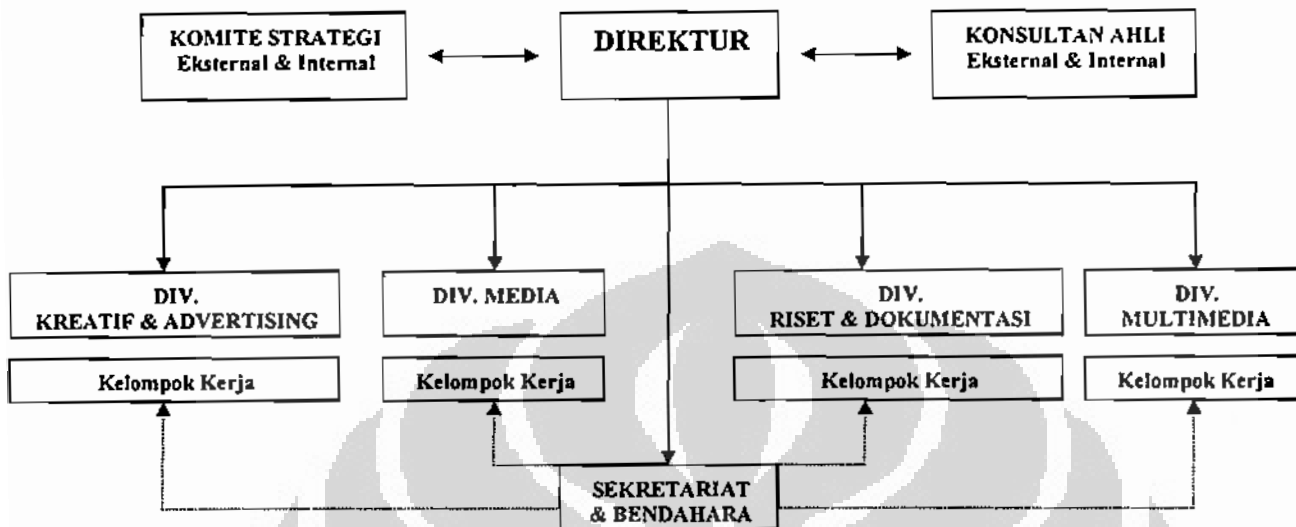 KOMITE STRATEGI
Eksternal & Internal
DIREKTUR
KONSULTAN AHLI
Eksternal & Internal
DIV.
KREATIF & ADVERTISING
DIV. MEDIA
DIV.
RISET & DOKUMENTASI
DIV.
MULTIMEDIA
Kelompok Kerja
Kelompok Kerja
Kelompok Kerja
Kelompok Kerja
SEKRETARIAT
& BENDAHARA